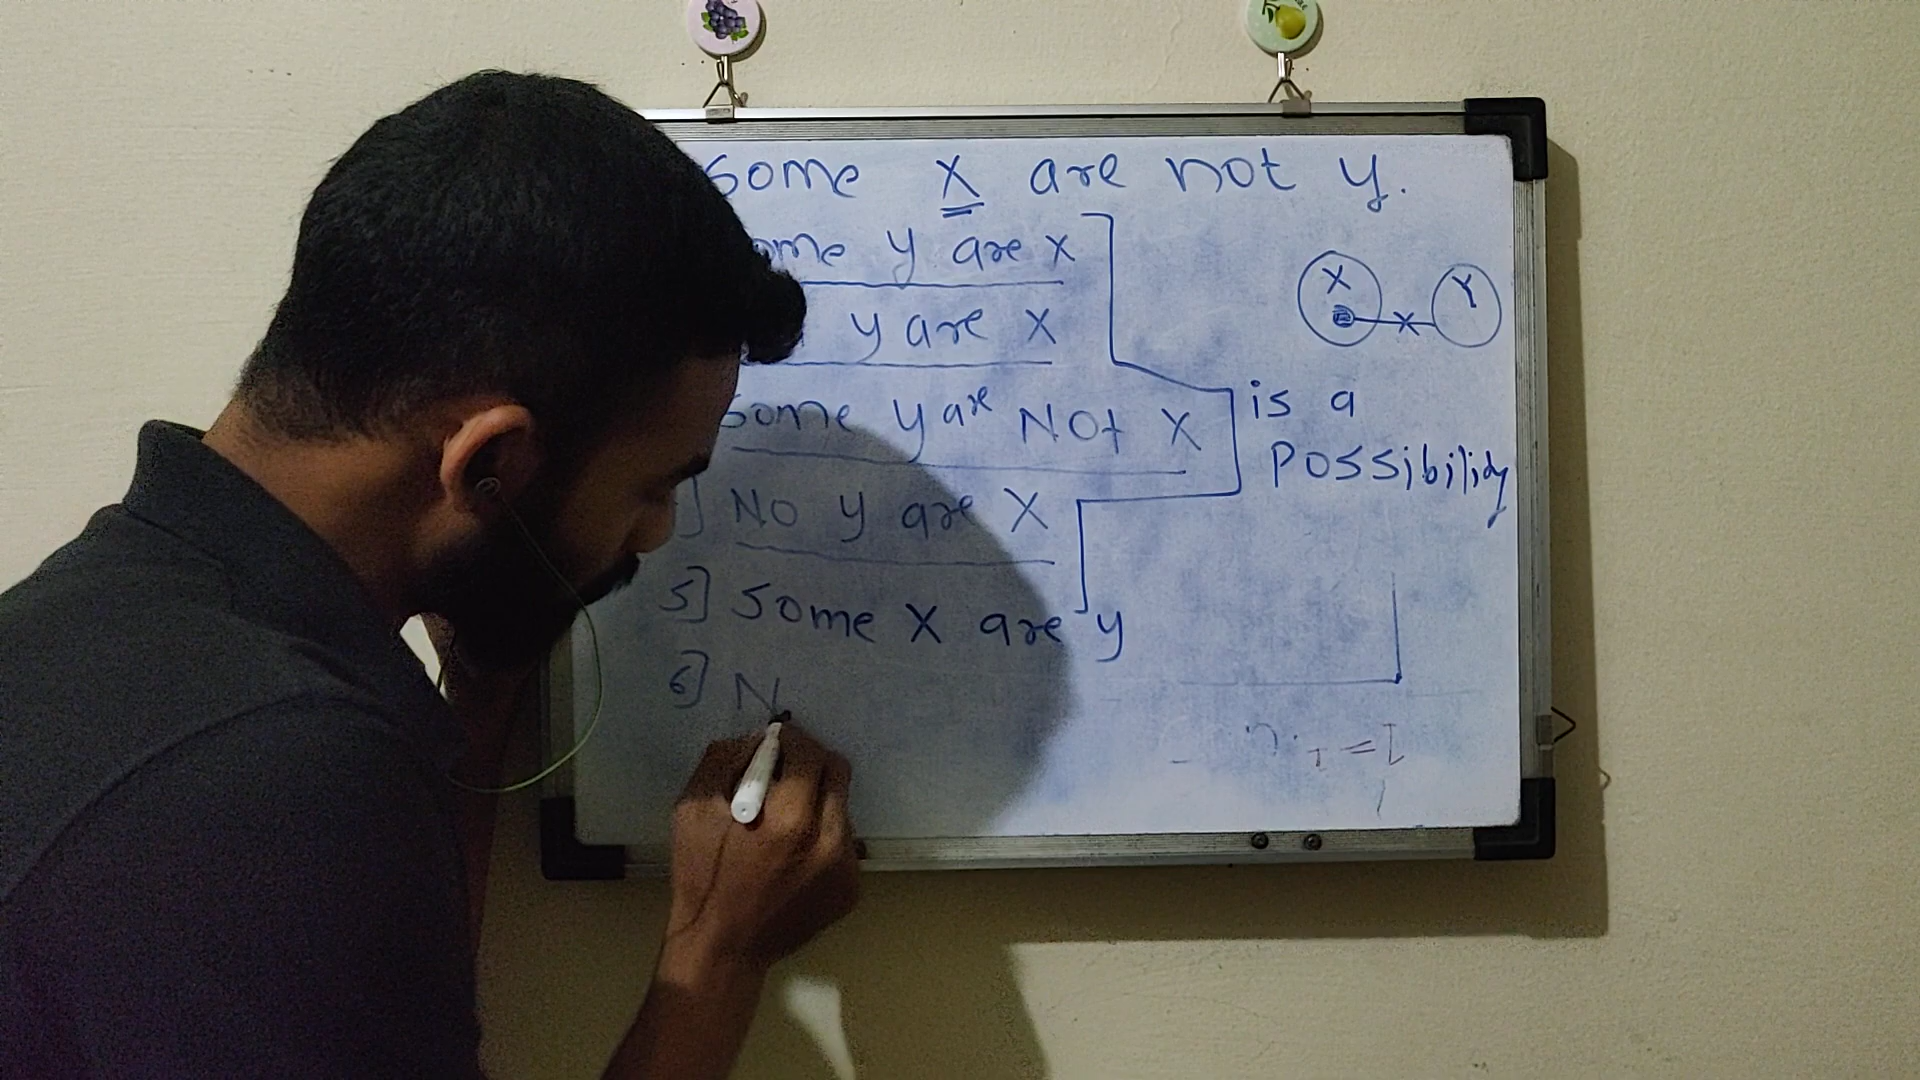 Some X are not y.
Some y are X
y are X
Some y are NOt X
] No y are X
5] Some X are y
6] N
is a
Possibility
X
Y
X